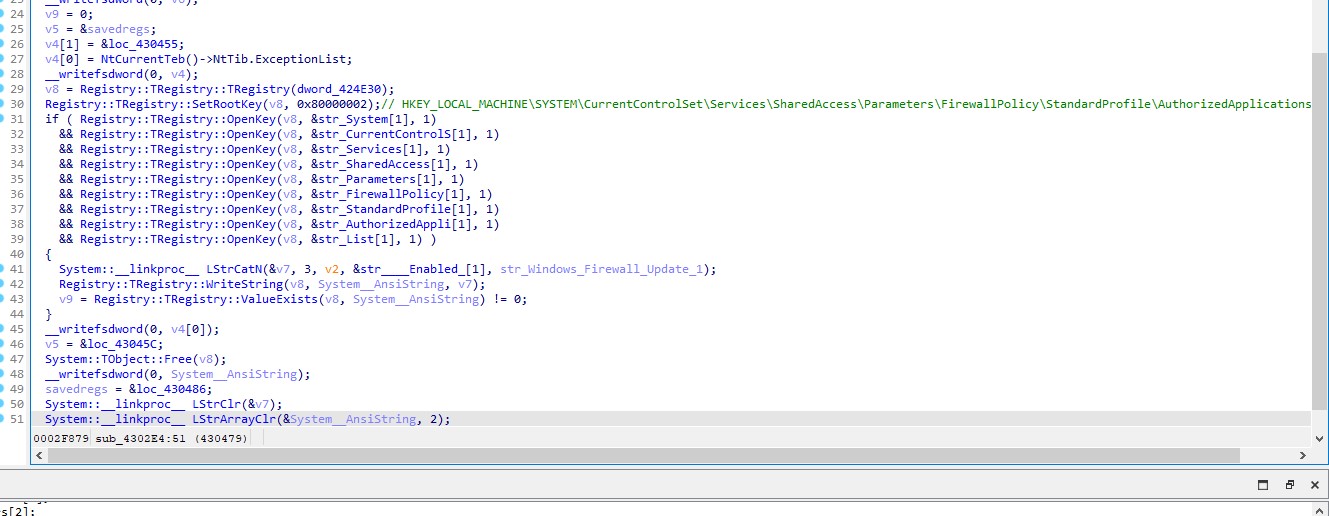 24 v9 = 0;
25 v5 = &savedregs;
26 v4[1] = &loc_430455;
27 v4[0] = NtCurrentTeb()->NtTib.ExceptionList;
28 __writefsdword(0, v4);
29 v8 = Registry::TRegistry::TRegistry(dword_424E30);
30 Registry::TRegistry::SetRootKey(v8, 0x80000002);// HKEY_LOCAL_MACHINE\SYSTEM\CurrentControlSet\Services\SharedAccess\Parameters\FirewallPolicy\StandardProfile\AuthorizedApplications
31 if ( Registry::TRegistry::OpenKey(v8, &str_System[1], 1)
32 && Registry::TRegistry::OpenKey(v8, &str_CurrentControlS[1], 1)
33 && Registry::TRegistry::OpenKey(v8, &str_Services[1], 1)
34 && Registry::TRegistry::OpenKey(v8, &str_SharedAccess[1], 1)
35 && Registry::TRegistry::OpenKey(v8, &str_Parameters[1], 1)
36 && Registry::TRegistry::OpenKey(v8, &str_FirewallPolicy[1], 1)
37 && Registry::TRegistry::OpenKey(v8, &str_StandardProfile[1], 1)
38 && Registry::TRegistry::OpenKey(v8, &str_AuthorizedAppli[1], 1)
39 && Registry::TRegistry::OpenKey(v8, &str_List[1], 1) )
40 {
41 System::__linkproc__ LStrCatN(&v7, 3, v2, &str____Enabled_[1], str_Windows_Firewall_Update_1);
42 Registry::TRegistry::WriteString(v8, System__AnsiString, v7);
43 v9 = Registry::TRegistry::ValueExists(v8, System__AnsiString) != 0;
44 }
45 __writefsdword(0, v4[0]);
46 v5 = &loc_43045C;
47 System::TObject::Free(v8);
48 __writefsdword(0, System__AnsiString);
49 savedregs = &loc_430486;
50 System::__linkproc__ LStrClr(&v7);
51 System::__linkproc__ LStrArrayClr(&System__AnsiString, 2);
0002F879 sub_4302E4:51 (430479)
s[2]: